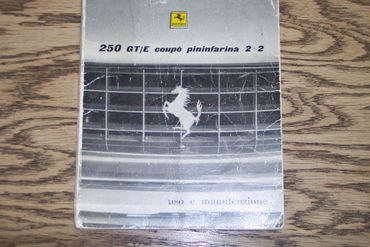 250 GT/E coupé pininfarina 2+2
uso e manutenzione